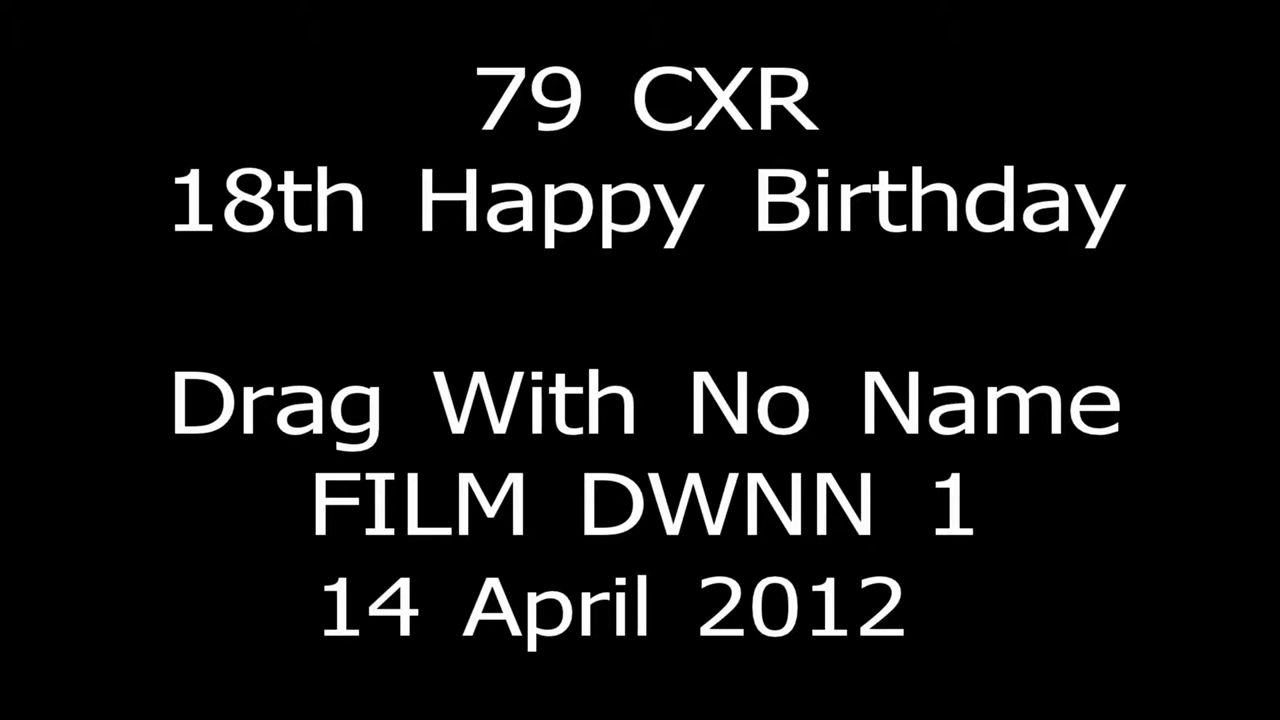 79 CXR
18th Happy Birthday
Drag With No Name
FILM DWNN 1
14 April 2012